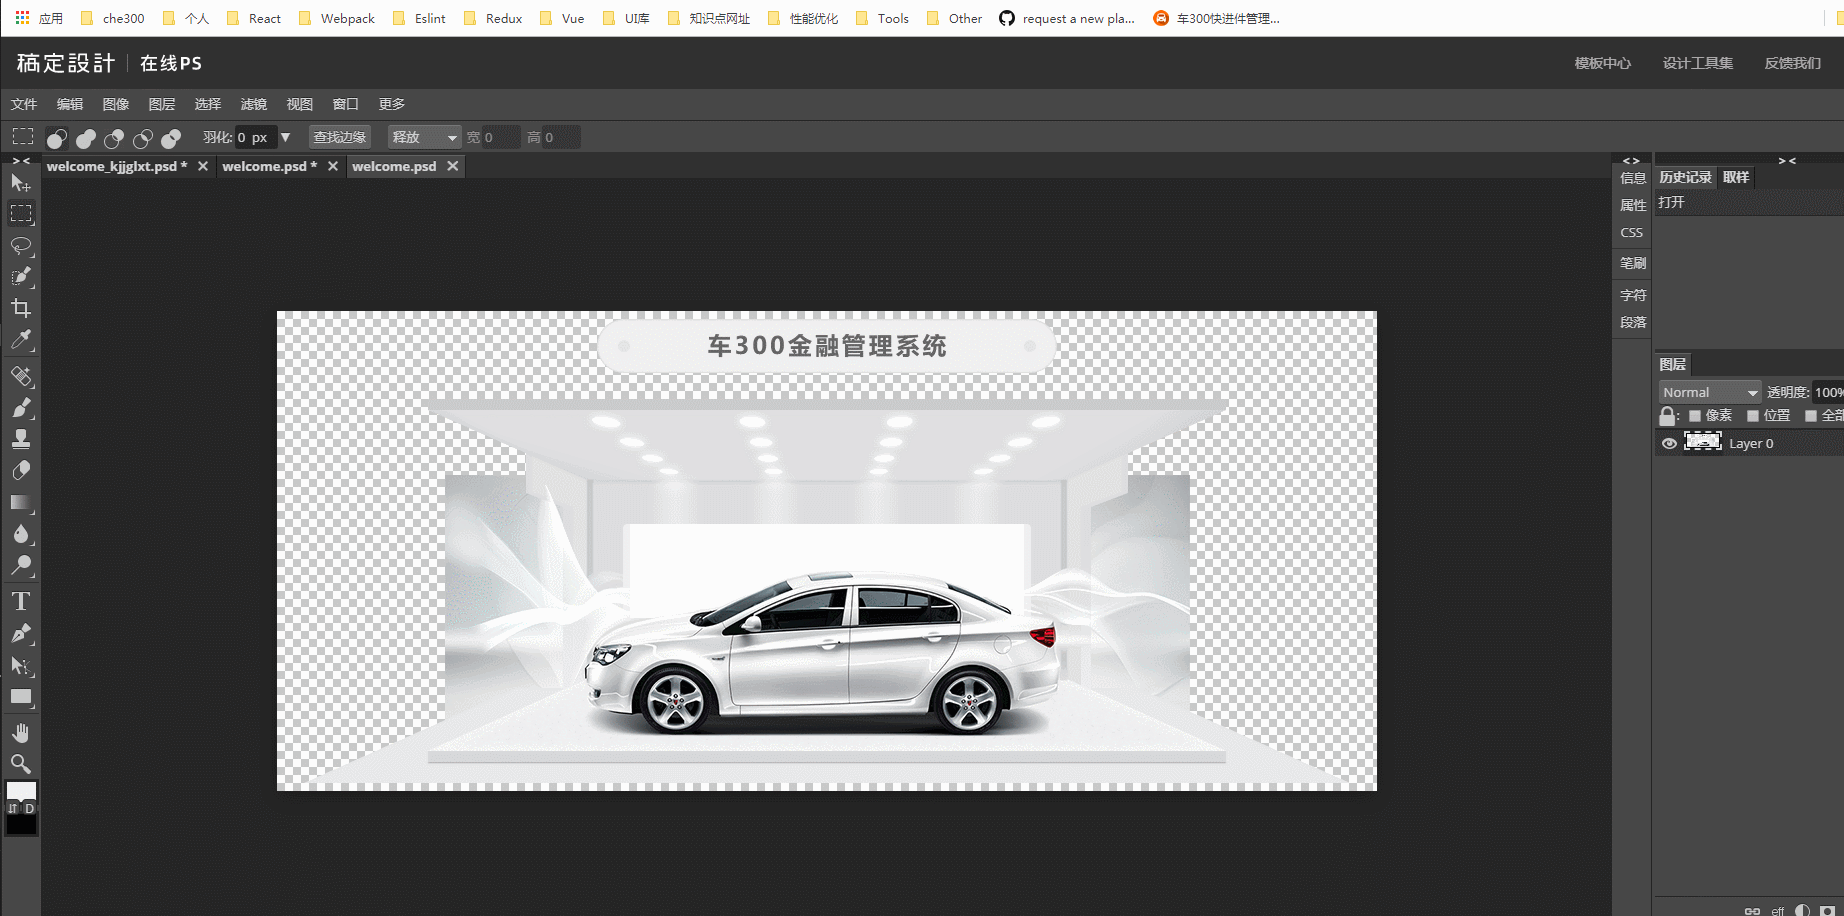 应用 che300 个人 React Webpack Eslint Redux Vue UI库 知识点网址 性能优化 Tools Other request a new pla... 车300快进件管理...
稿定設計 在线PS 模板中心 设计工具集 反馈我们
文件 编辑 图像 图层 选择 滤镜 视图 窗口 更多
羽化: 0 px 查找边缘 释放 宽 0 高 0
welcome_kjjglxt.psd * welcome.psd * welcome.psd
信息
属性
CSS
笔刷
字符
段落
历史记录 取样
打开
车300金融管理系统
图层
Normal 透明度: 100%
像素 位置 全部
Layer 0
T
D
eff